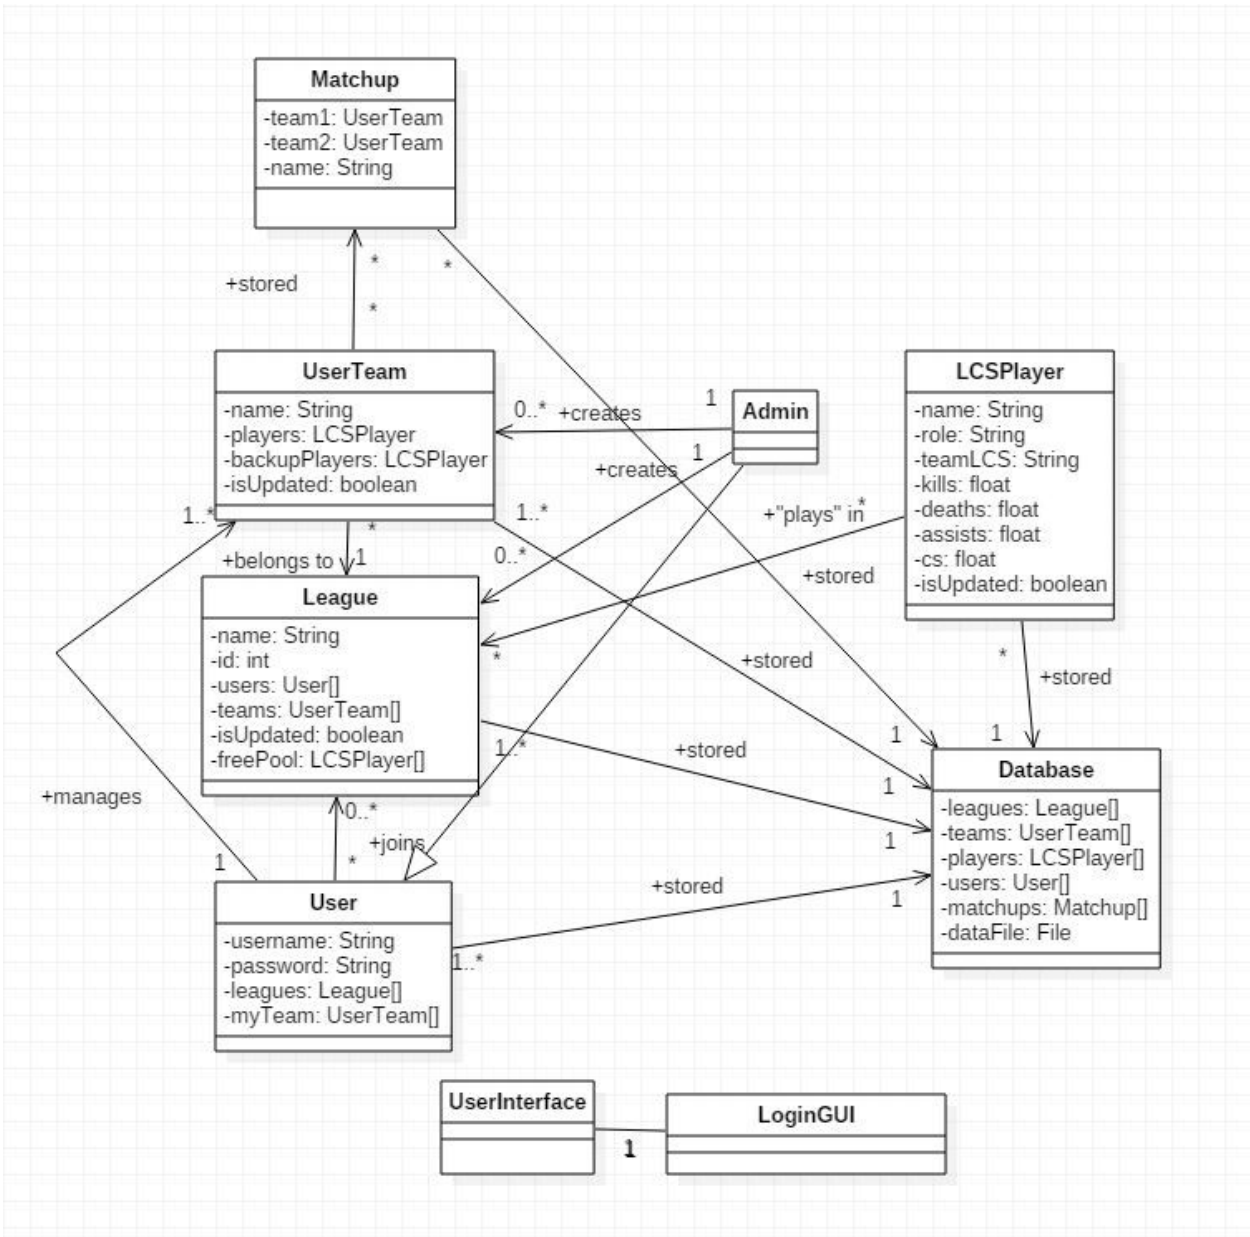 Matchup
-team1: UserTeam
-team2: UserTeam
-name: String
*
*
+stored
*
UserTeam
-name: String
-players: LCSPlayer
-backupPlayers: LCSPlayer
-isUpdated: boolean
0..*
+creates
1
Admin
+creates
1
LCSPlayer
-name: String
-role: String
-teamLCS: String
-kills: float
-deaths: float
-assists: float
-cs: float
-isUpdated: boolean
1..*
*
1..*
+"plays" in
*
+belongs to
1
0..*
+stored
League
-name: String
-id: int
-users: User[]
-teams: UserTeam[]
-isUpdated: boolean
-freePool: LCSPlayer[]
*
+stored
*
+stored
1..*
+stored
1
1
+manages
0..*
1
Database
-leagues: League[]
-teams: UserTeam[]
-players: LCSPlayer[]
-users: User[]
-matchups: Matchup[]
-dataFile: File
1
+joins
1
*
+stored
1
User
-username: String
-password: String
-leagues: League[]
-myTeam: UserTeam[]
1..*
UserInterface
LoginGUI
1